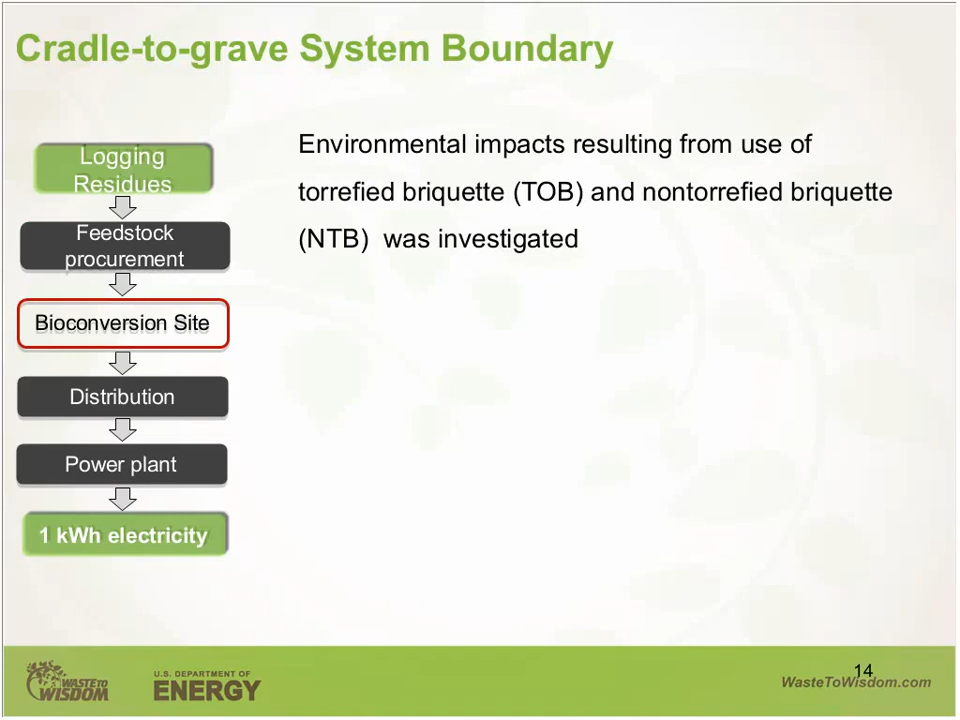 Cradle-to-grave System Boundary
Logging
Residues
Feedstock
procurement
Bioconversion Site
Distribution
Power plant
1 kWh electricity
Environmental impacts resulting from use of
torrefied briquette (TOB) and nontorrefied briquette
(NTB)  was investigated
WASTE TO
WISDOM
U.S. DEPARTMENT OF
ENERGY
14
WasteToWisdom.com